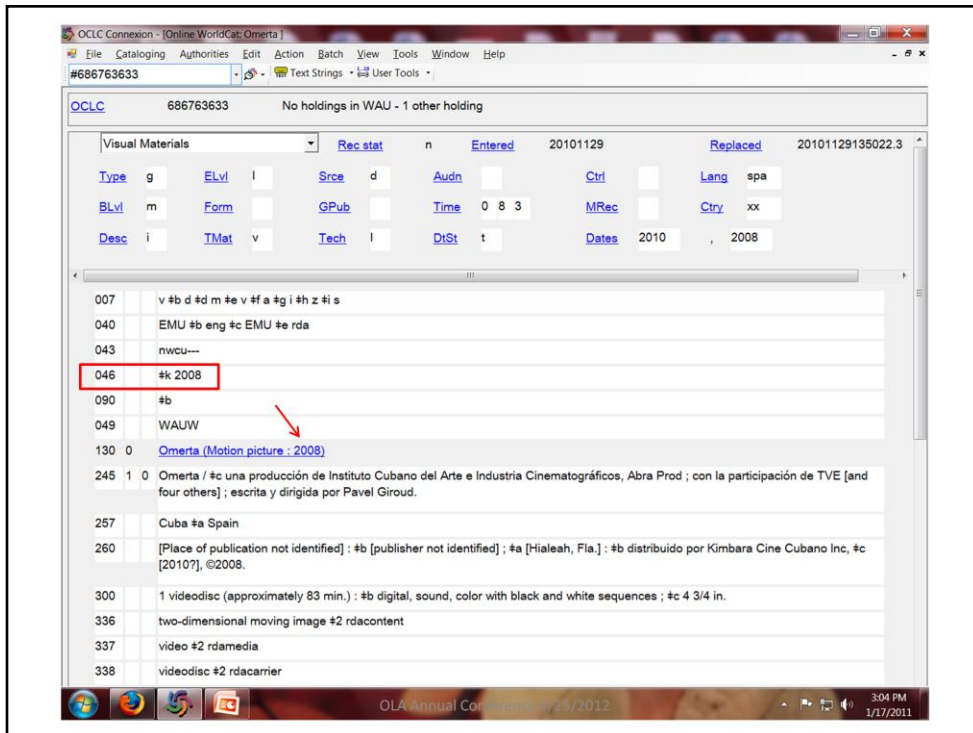 OCLC Connexion - [Online WorldCat: Omerta ]
File Cataloging Authorities Edit Action Batch View Tools Window Help
#686763633 Text Strings User Tools
OCLC 686763633 No holdings in WAU - 1 other holding
Visual Materials Rec stat n Entered 20101129 Replaced 20101129135022.3
Type g ELvl I Srce d Audn Ctrl Lang spa
BLvl m Form GPub Time 0 8 3 MRec Ctry xx
Desc i TMat v Tech l DtSt t Dates 2010 , 2008
007 v ‡b d ‡d m ‡e v ‡f a ‡g i ‡h z ‡i s
040 EMU ‡b eng ‡c EMU ‡e rda
043 nwcu---
046 ‡k 2008
090 ‡b
049 WAUW
130 0 Omerta (Motion picture : 2008)
245 1 0 Omerta / ‡c una producción de Instituto Cubano del Arte e Industria Cinematográficos, Abra Prod ; con la participación de TVE [and
four others] ; escrita y dirigida por Pavel Giroud.
257 Cuba ‡a Spain
260 [Place of publication not identified] : ‡b [publisher not identified] ; ‡a [Hialeah, Fla.] : ‡b distribuido por Kimbara Cine Cubano Inc, ‡c
[2010?], ©2008.
300 1 videodisc (approximately 83 min.) : ‡b digital, sound, color with black and white sequences ; ‡c 4 3/4 in.
336 two-dimensional moving image ‡2 rdacontent
337 video ‡2 rdamedia
338 videodisc ‡2 rdacarrier
OLA Annual Conference 4/25/2012
3:04 PM
1/17/2011